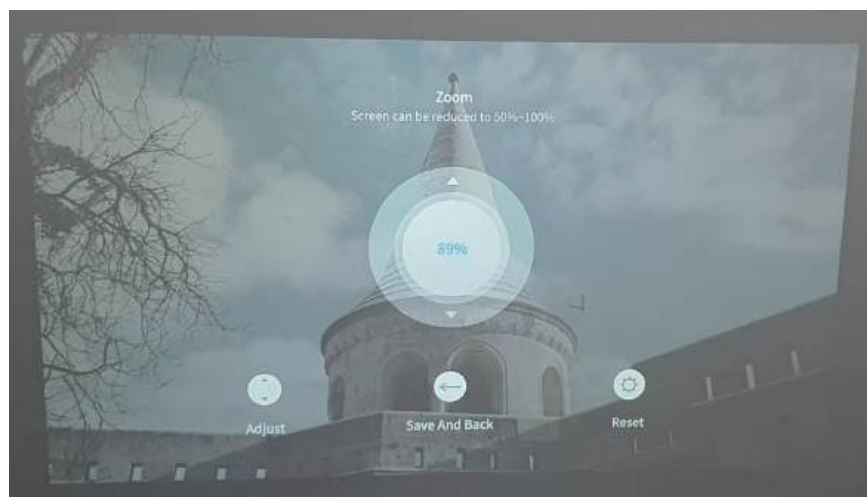 Zoom
Screen can be reduced to 50%~100%
89%
Adjust
Save And Back
Reset